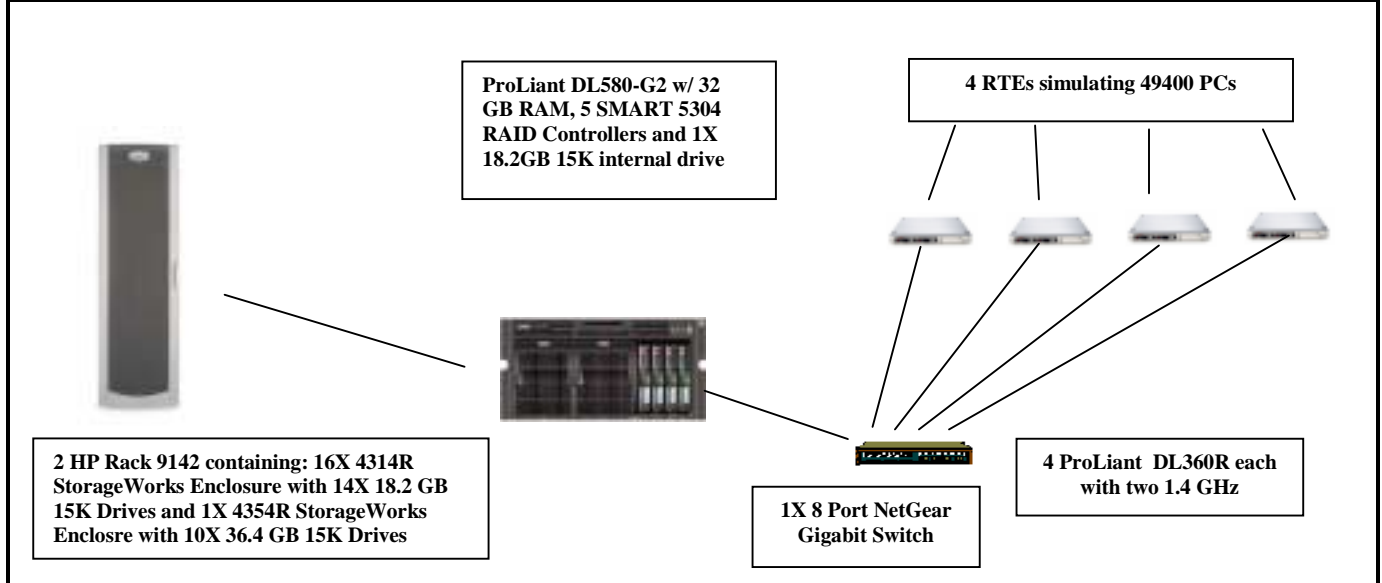 ProLiant DL580-G2 w/ 32
GB RAM, 5 SMART 5304
RAID Controllers and 1X
18.2GB 15K internal drive
4 RTEs simulating 49400 PCs
2 HP Rack 9142 containing: 16X 4314R
StorageWorks Enclosure with 14X 18.2 GB
15K Drives and 1X 4354R StorageWorks
Enclosre with 10X 36.4 GB 15K Drives
1X 8 Port NetGear
Gigabit Switch
4 ProLiant DL360R each
with two 1.4 GHz